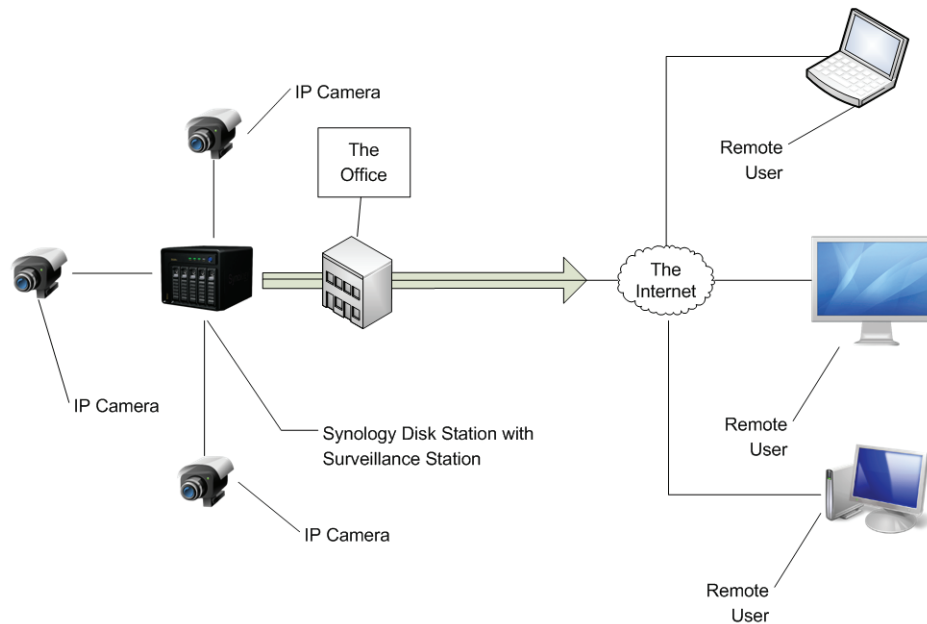 IP Camera
The
Office
Remote
User
The
Internet
IP Camera
Synology Disk Station with
Surveillance Station
Remote
User
IP Camera
Remote
User